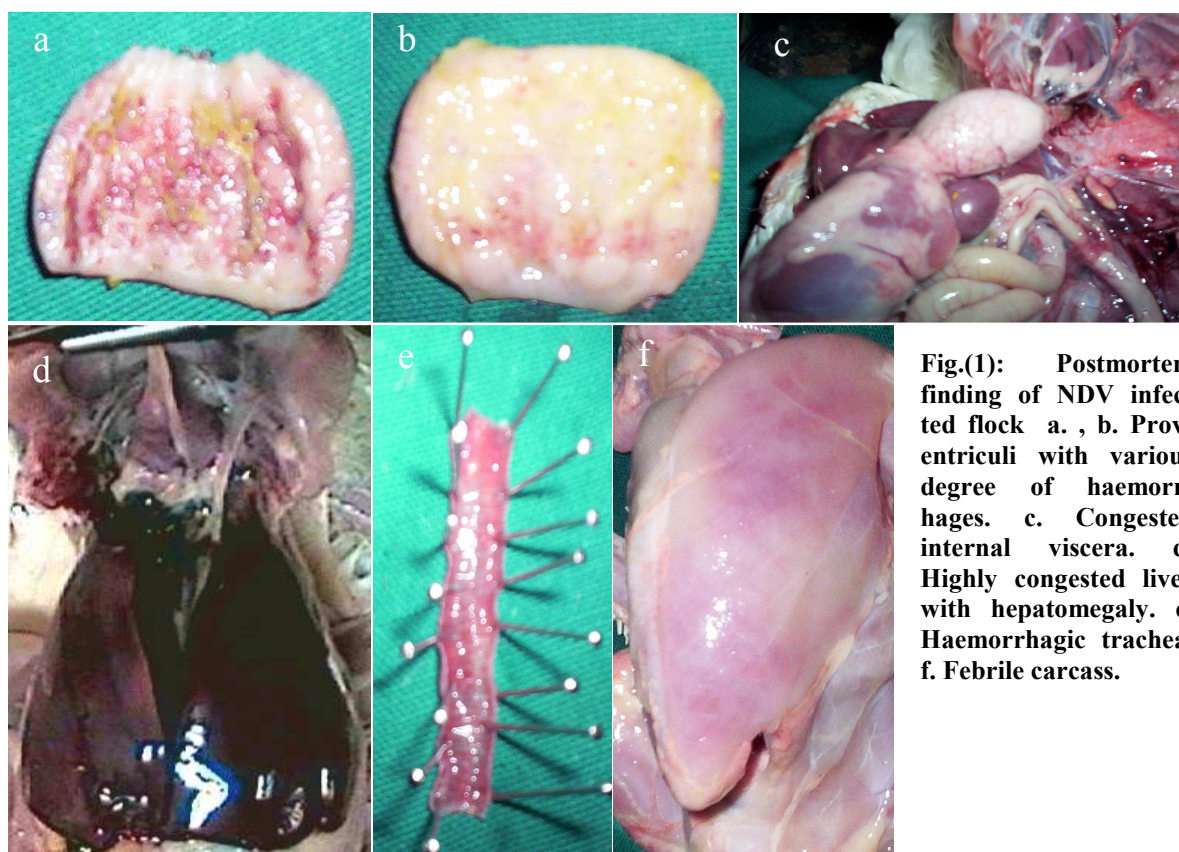 a
b
c
d
e
f
Fig.(1): Postmorten
finding of NDV infec
ted flock a. , b. Prov
entriculi with variou
degree of haemorr
hages. c. Congeste
internal viscera. d
Highly congested live
with hepatomegaly. e
Haemorrhagic trachea
f. Febrile carcass.